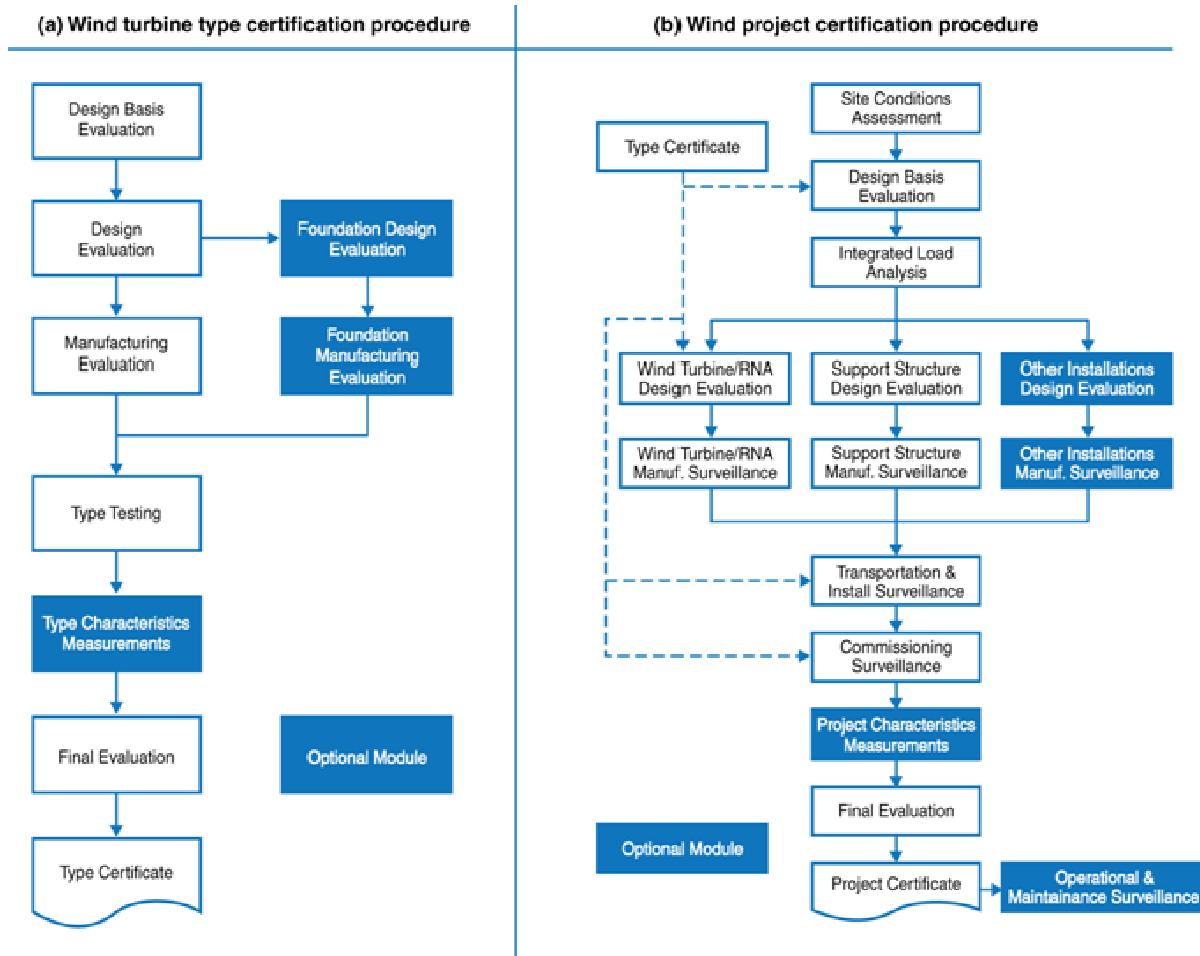 (a) Wind turbine type certification procedure
Design Basis
Evaluation
Design
Evaluation
Foundation Design
Evaluation
Manufacturing
Evaluation
Foundation
Manufacturing
Evaluation
Type Testing
Type Characteristics
Measurements
Final Evaluation
Optional Module
Type Certificate
(b) Wind project certification procedure
Site Conditions
Assessment
Type Certificate
Design Basis
Evaluation
Integrated Load
Analysis
Wind Turbine/RNA
Design Evaluation
Support Structure
Design Evaluation
Other Installations
Design Evaluation
Wind Turbine/RNA
Manuf. Surveillance
Support Structure
Manuf. Surveillance
Other Installations
Manuf. Surveillance
Transportation &
Install Surveillance
Commissioning
Surveillance
Project Characteristics
Measurements
Final Evaluation
Optional Module
Project Certificate
Operational &
Maintainance Surveillance